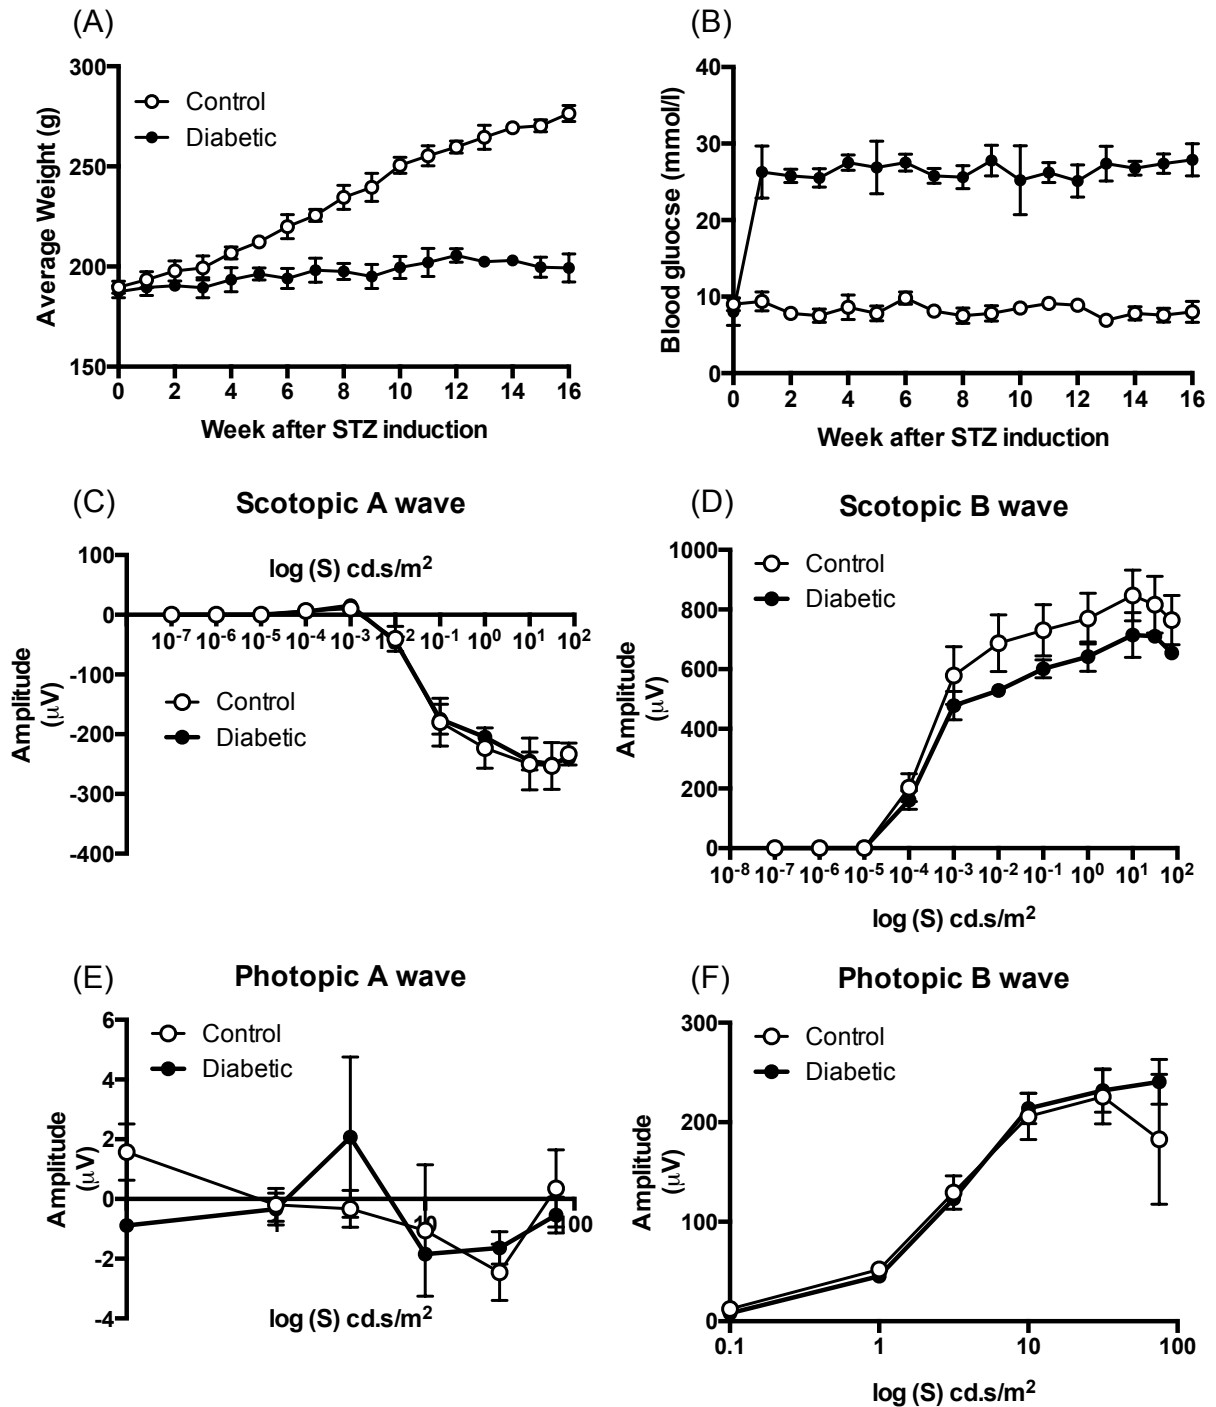 (A)
300
250
200
150
Average Weight (g)
Control
Diabetic
0 2 4 6 8 10 12 14 16
Week after STZ induction
(B)
40
30
20
10
0
Blood gluocse (mmol/l)
0 2 4 6 8 10 12 14 16
Week after STZ induction
(C) Scotopic A wave
100
0
-100
-200
-300
-400
Amplitude
(μV)
log (S) cd.s/m²
10⁻⁷ 10⁻⁶ 10⁻⁵ 10⁻⁴ 10⁻³ 10⁻² 10⁻¹ 10⁰ 10¹ 10²
Control
Diabetic
(D) Scotopic B wave
1000
800
600
400
200
0
Amplitude
(μV)
Control
Diabetic
10⁻⁸ 10⁻⁷ 10⁻⁶ 10⁻⁵ 10⁻⁴ 10⁻³ 10⁻² 10⁻¹ 10⁰ 10¹ 10²
log (S) cd.s/m²
(E) Photopic A wave
6
4
2
0
-2
-4
Amplitude
(μV)
Control
Diabetic
1 10 100
log (S) cd.s/m²
(F) Photopic B wave
300
200
100
0
Amplitude
(μV)
Control
Diabetic
0.1 1 10 100
log (S) cd.s/m²